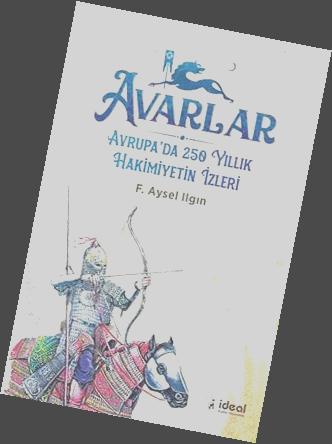 AVARLAR
AVRUPA'DA 250 YILLIK
HAKİMİYETİN İZLERİ
F. Aysel Ilgın
ideal